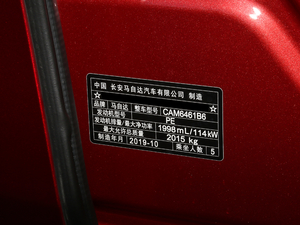 中国 长安马自达汽车有限公司 制造
☆ ☆
品牌 马自达 整车型号 CAM6461B6
发动机型号 PE
发动机排量/最大净功率 1998mL/114kW
最大允许总质量 2015 kg
制造年月 2019-10 乘坐人数 5